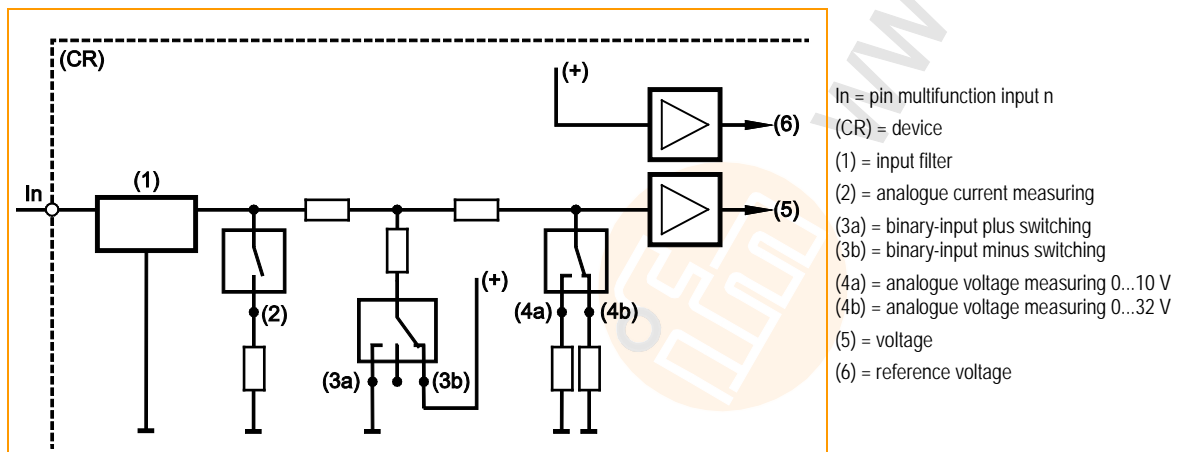 (CR)
(+)
(6)
In
(1)
(5)
(2)
(+)
(4a)
(4b)
(3a)
(3b)
In = pin multifunction input n
(CR) = device
(1) = input filter
(2) = analogue current measuring
(3a) = binary-input plus switching
(3b) = binary-input minus switching
(4a) = analogue voltage measuring 0...10 V
(4b) = analogue voltage measuring 0...32 V
(5) = voltage
(6) = reference voltage